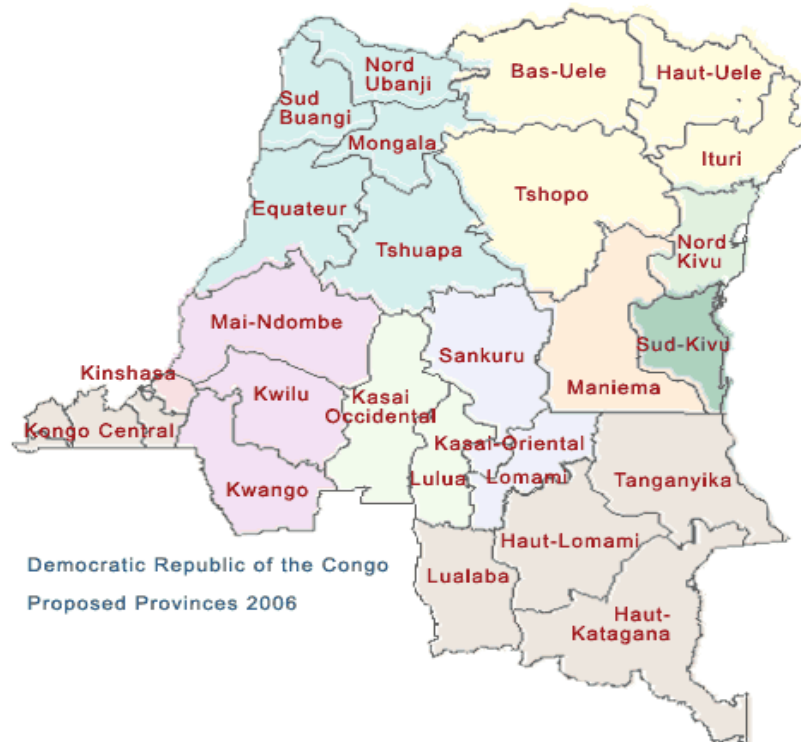 Nord
Ubanji
Bas-Uele
Haut-Uele
Sud
Buangi
Mongala
Ituri
Tshopo
Equateur
Tshuapa
Nord
Kivu
Mai-Ndombe
Sankuru
Sud-Kivu
Kinshasa
Kwilu
Kasai
Occidental
Maniema
Kongo Central
Kasai-Oriental
Kwango
Lulua
Lomami
Tanganyika
Haut-Lomami
Democratic Republic of the Congo
Lualaba
Proposed Provinces 2006
Haut-
Katagana